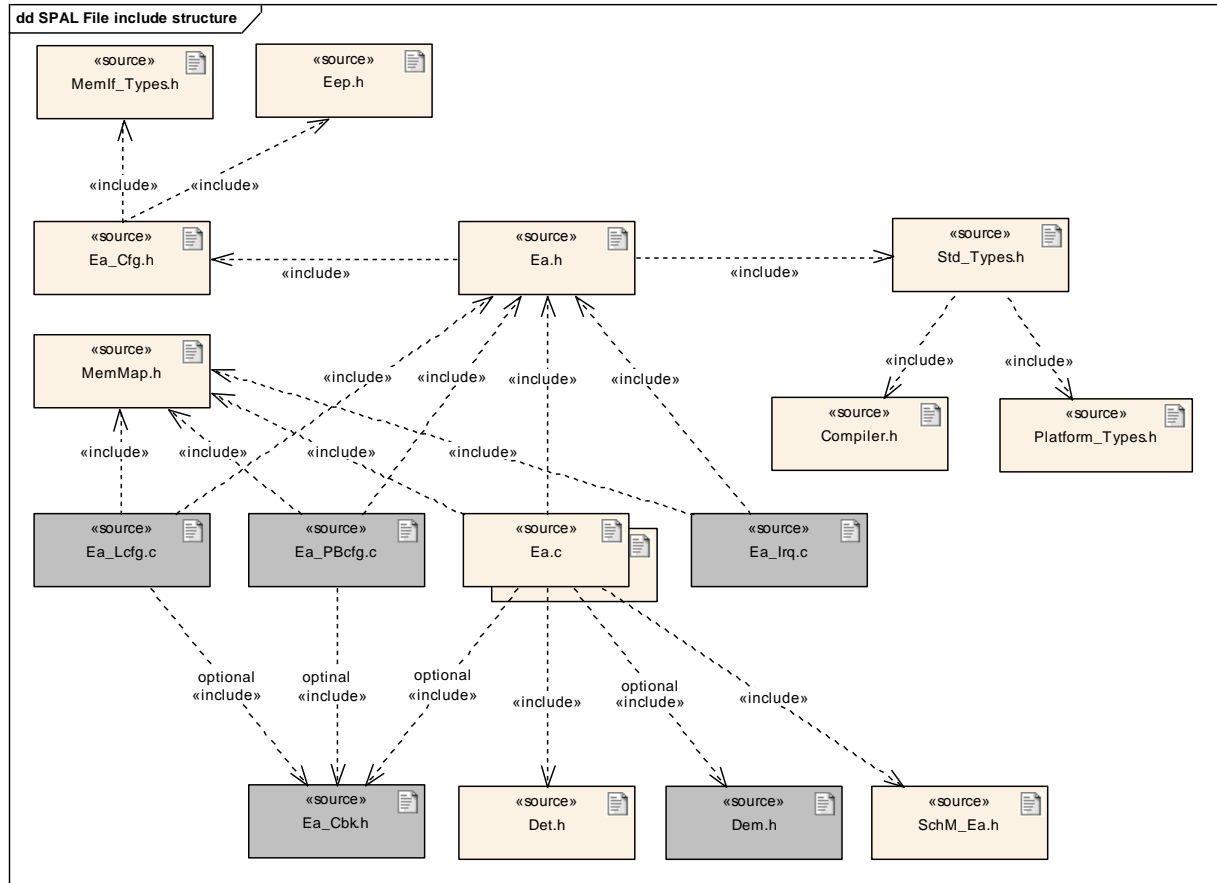 dd SPAL File include structure
«source»
MemIf_Types.h
«source»
Eep.h
«include»
«include»
«source»
Ea_Cfg.h
«source»
Ea.h
«source»
Std_Types.h
«include»
«include»
«source»
MemMap.h
«include»
«include»
«include»
«include»
«include»
«include»
«source»
Compiler.h
«source»
Platform_Types.h
«include»
«include»
«include»
«include»
«source»
Ea_Lcfg.c
«source»
Ea_PBcfg.c
«source»
Ea.c
«source»
Ea_Irq.c
optional
«include»
optinal
«include»
optional
«include»
«include»
optional
«include»
«include»
«source»
Ea_Cbk.h
«source»
Det.h
«source»
Dem.h
«source»
SchM_Ea.h